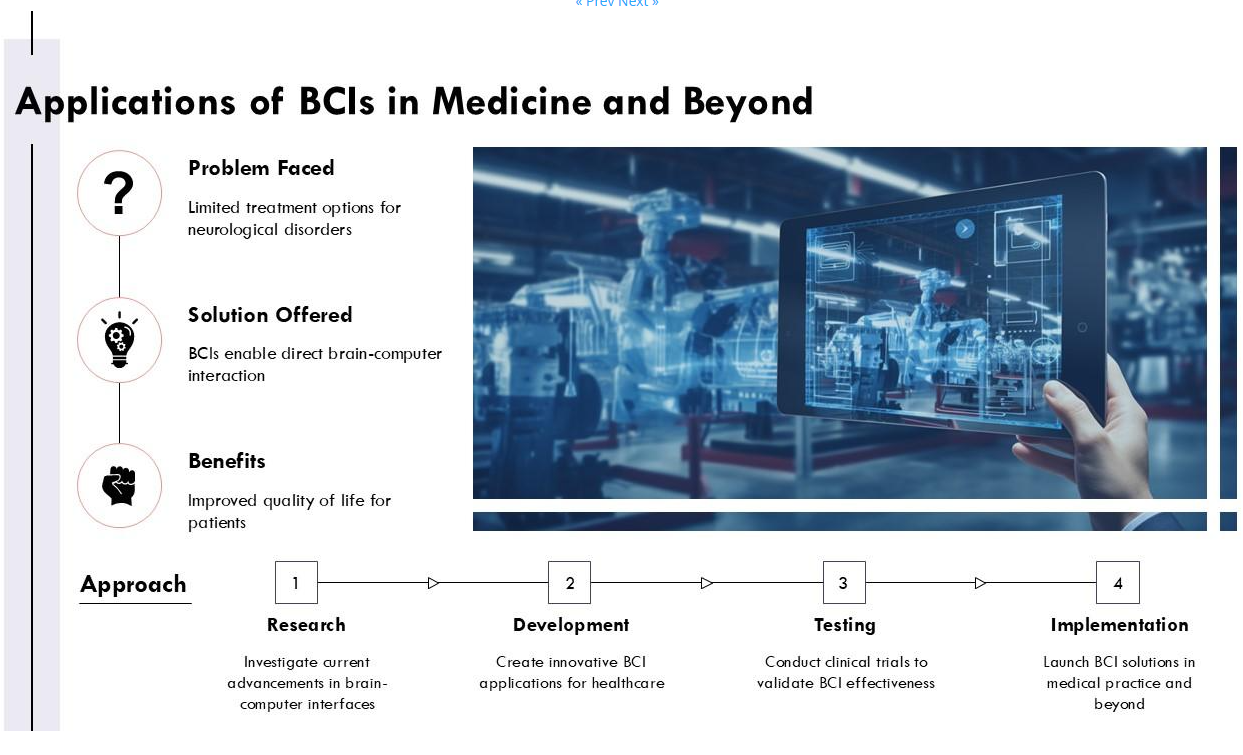 « Prev Next »
Applications of BCIs in Medicine and Beyond
Problem Faced
Limited treatment options for
neurological disorders
Solution Offered
BCIs enable direct brain-computer
interaction
Benefits
Improved quality of life for
patients
Approach
1
Research
Investigate current
advancements in brain-
computer interfaces
2
Development
Create innovative BCI
applications for healthcare
3
Testing
Conduct clinical trials to
validate BCI effectiveness
4
Implementation
Launch BCI solutions in
medical practice and
beyond